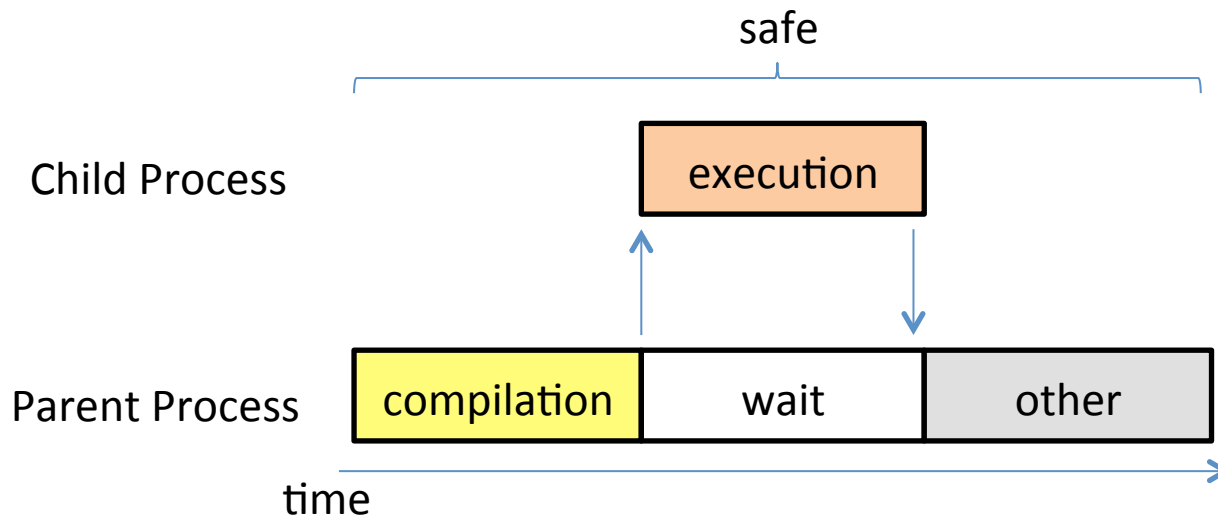 safe
Child Process
execution
Parent Process
compilation
wait
other
time